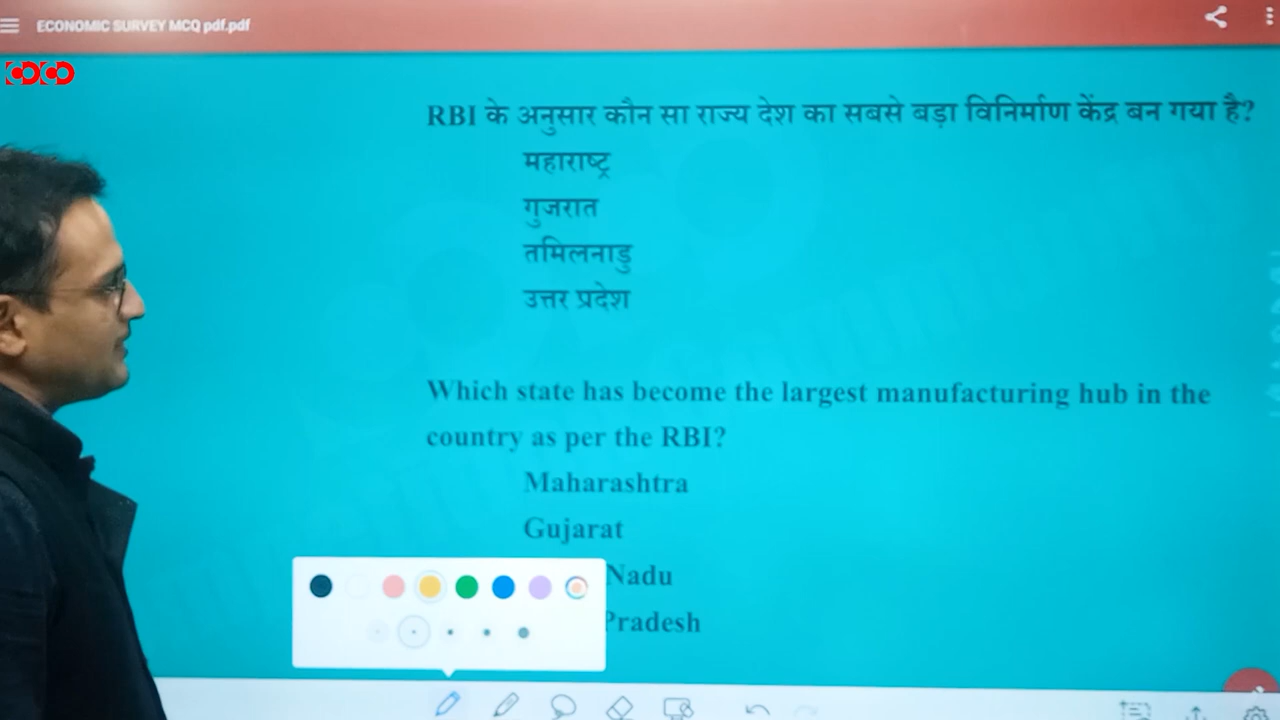 ECONOMIC SURVEY MCQ pdf.pdf
RBI के अनुसार कौन सा राज्य देश का सबसे बड़ा विनिर्माण केंद्र बन गया है?
महाराष्ट्र
गुजरात
तमिलनाडु
उत्तर प्रदेश
Which state has become the largest manufacturing hub in the
country as per the RBI?
Maharashtra
Gujarat
Nadu
Pradesh